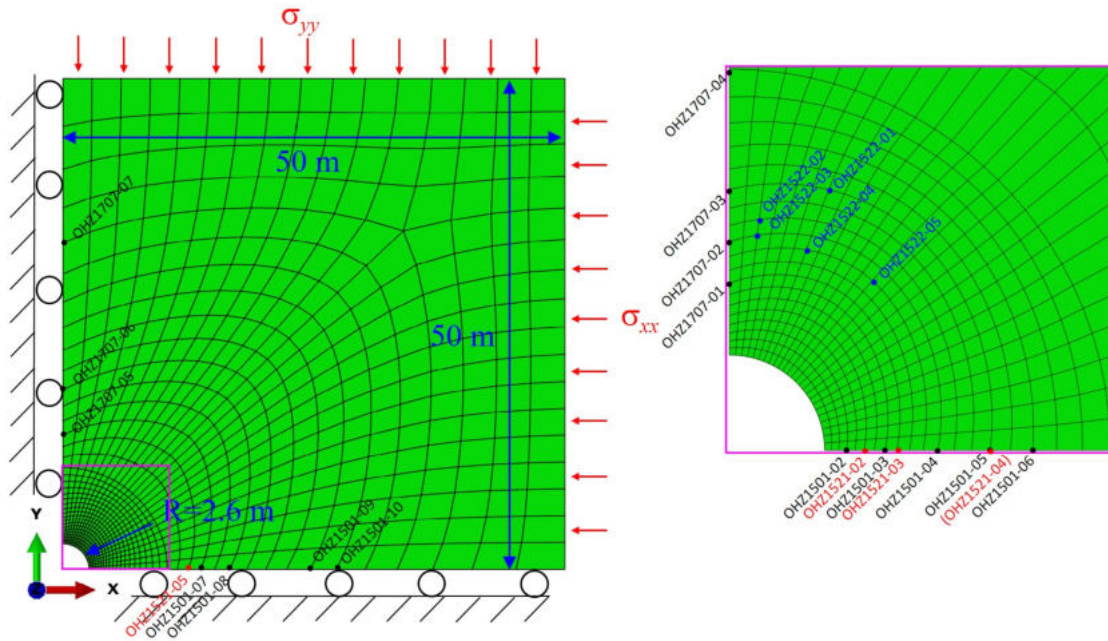 σyy
50 m
50 m
σxx
OHZ1707-07
OHZ1707-06
OHZ1707-05
R=2.6 m
OHZ1501-09
OHZ1501-10
OHZ1521-05
OHZ1501-07
OHZ1501-08
Y
Z
X
OHZ1707-04
OHZ1707-03
OHZ1707-02
OHZ1707-01
OHZ1522-02
OHZ1522-03
OHZ1522-01
OHZ1522-04
OHZ1522-05
OHZ1501-02
OHZ1521-02
OHZ1501-03
OHZ1521-03
OHZ1501-04
OHZ1501-05
(OHZ1521-04)
OHZ1501-06